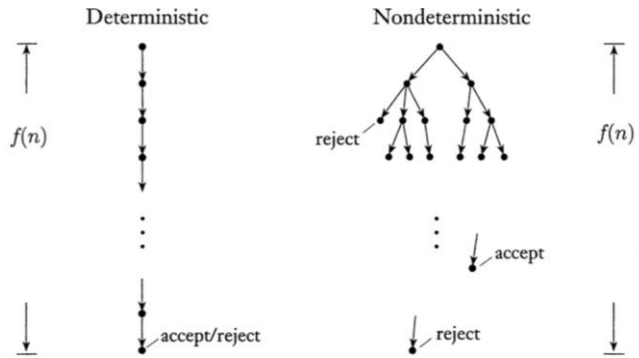 Deterministic
Nondeterministic
f(n)
reject
f(n)
accept
accept/reject
reject